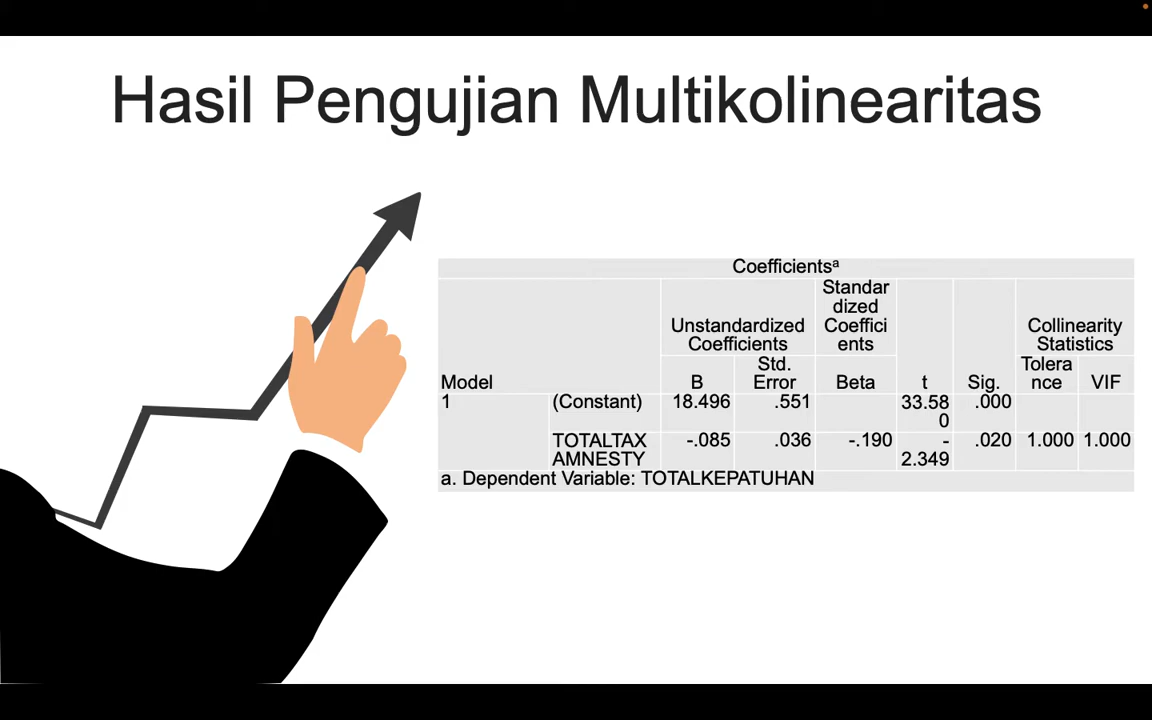 Hasil Pengujian Multikolinearitas
Coefficientsa
Model
Unstandardized
Coefficients
Standar
dized
Coeffici
ents
t
Sig.
Collinearity
Statistics
B
Std.
Error
Beta
Tolera
nce
VIF
1 (Constant) 18.496 .551 33.58 .000
0
TOTALTAX -.085 .036 -.190 - .020 1.000 1.000
AMNESTY 2.349
a. Dependent Variable: TOTALKEPATUHAN